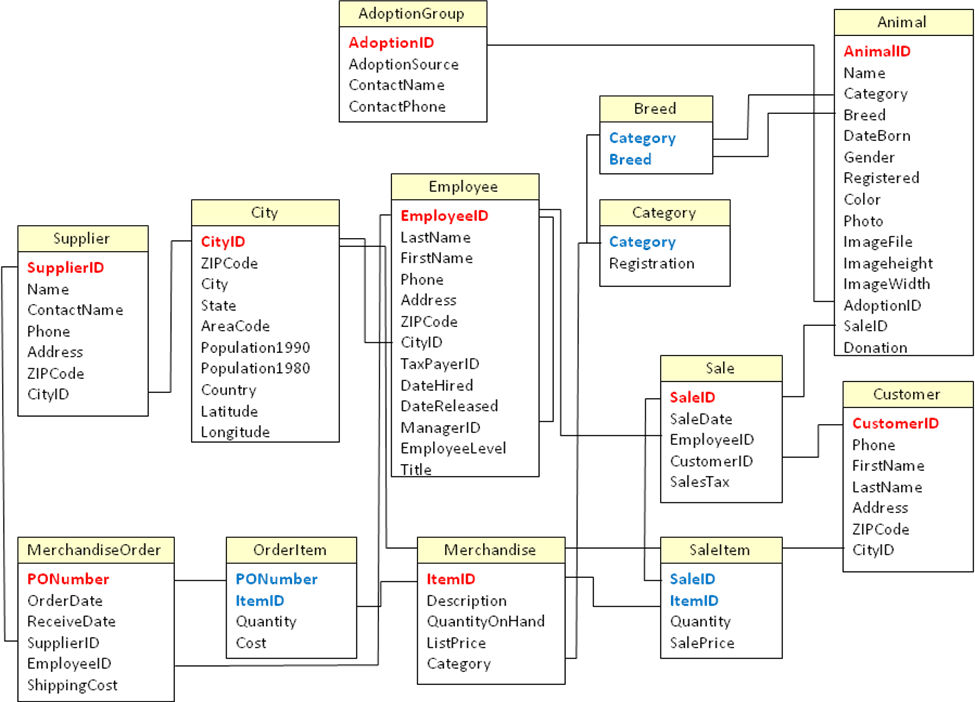 AdoptionGroup
AdoptionID
AdoptionSource
ContactName
ContactPhone
Animal
AnimalID
Name
Category
Breed
DateBorn
Gender
Registered
Color
Photo
ImageFile
Imageheight
ImageWidth
AdoptionID
SaleID
Donation
Breed
Category
Breed
Employee
EmployeeID
LastName
FirstName
Phone
Address
ZIPCode
CityID
TaxPayerID
DateHired
DateReleased
ManagerID
EmployeeLevel
Title
City
CityID
ZIPCode
City
State
AreaCode
Population1990
Population1980
Country
Latitude
Longitude
Category
Category
Registration
Supplier
SupplierID
Name
ContactName
Phone
Address
ZIPCode
CityID
Sale
SaleID
SaleDate
EmployeeID
CustomerID
SalesTax
Customer
CustomerID
Phone
FirstName
LastName
Address
ZIPCode
CityID
MerchandiseOrder
PONumber
OrderDate
ReceiveDate
SupplierID
EmployeeID
ShippingCost
OrderItem
PONumber
ItemID
Quantity
Cost
Merchandise
ItemID
Description
QuantityOnHand
ListPrice
Category
SaleItem
SaleID
ItemID
Quantity
SalePrice